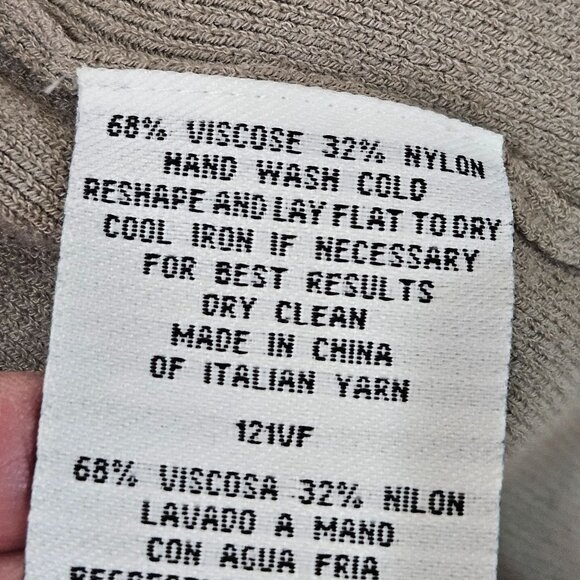 68% VISCOSE 32% NYLON
HAND WASH COLD
RESHAPE AND LAY FLAT TO DRY
COOL IRON IF NECESSARY
FOR BEST RESULTS
DRY CLEAN
MADE IN CHINA
OF ITALIAN YARN
121VF
68% VISCOSA 32% NILON
LAVADO A MANO
CON AGUA FRIA